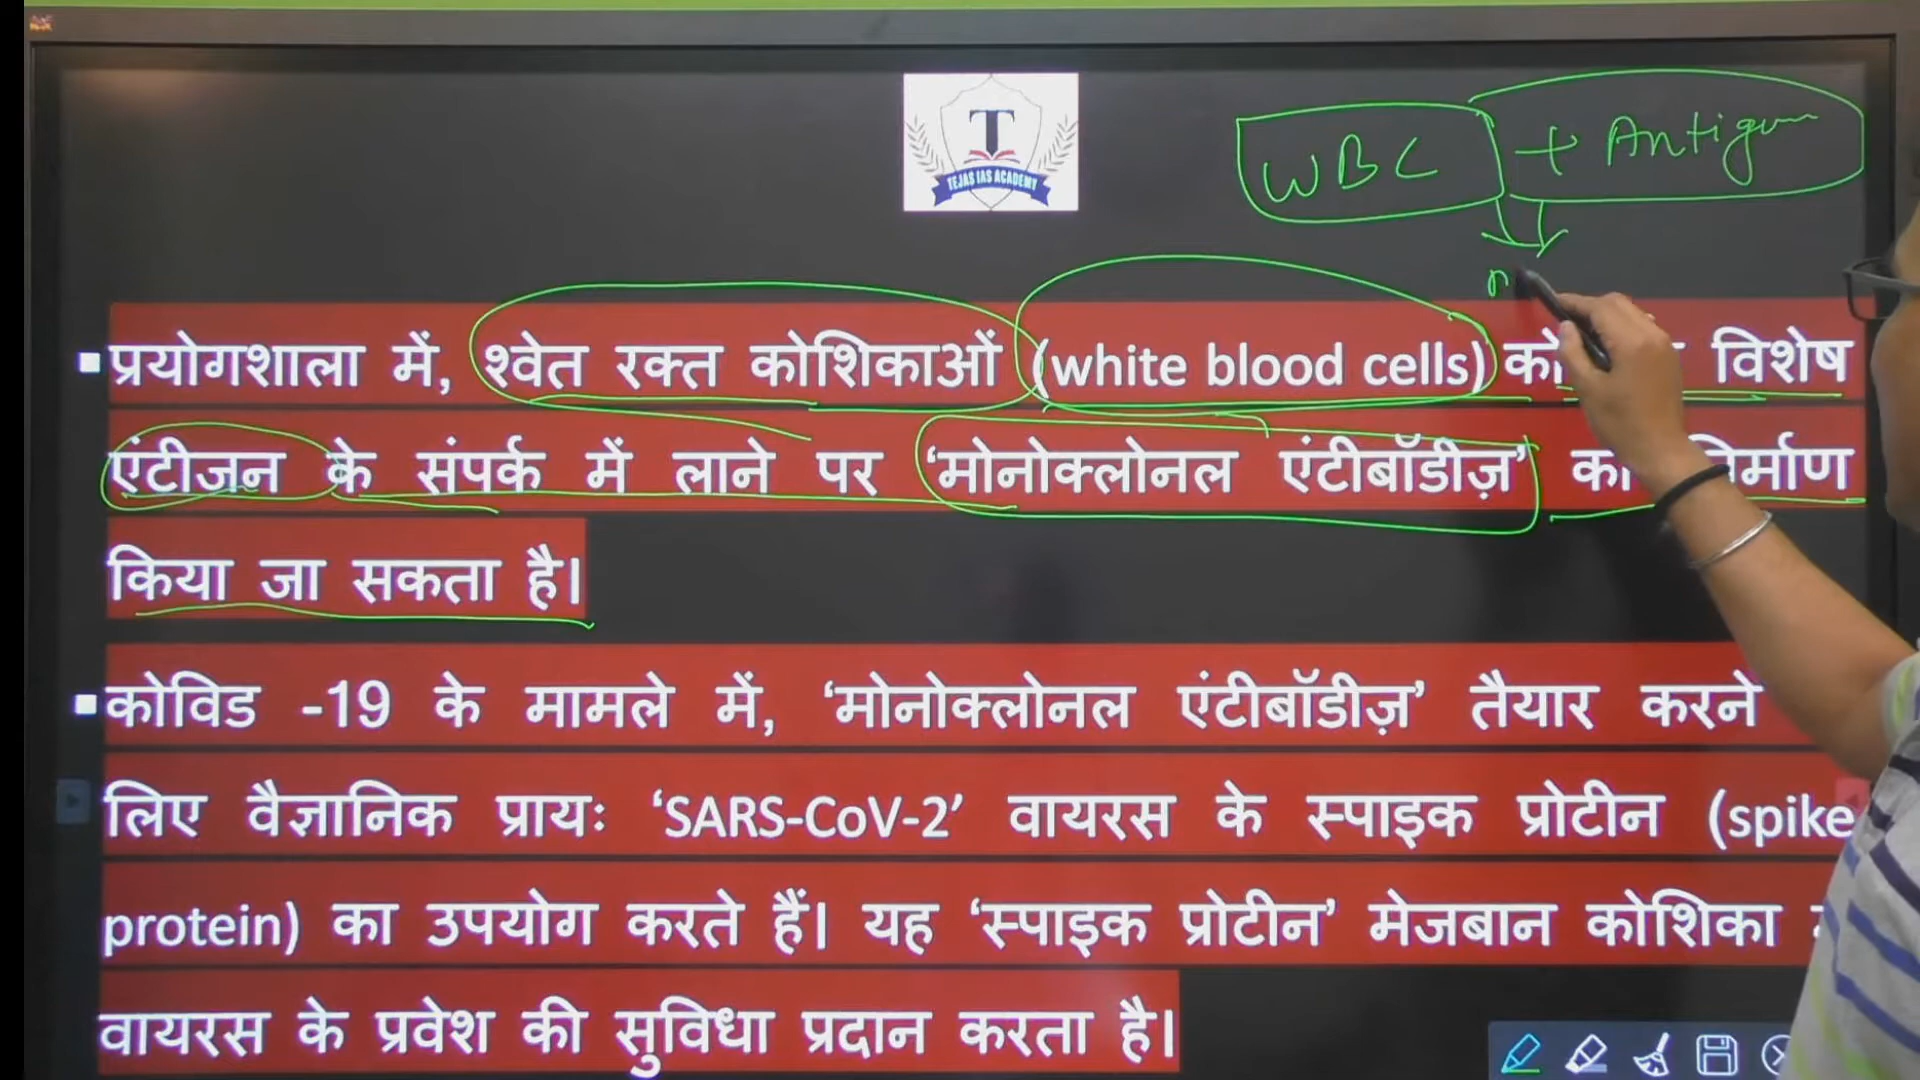 T
TEJAS IAS ACADEMY
WBC + Antigen
प्रयोगशाला में, श्वेत रक्त कोशिकाओं (white blood cells) को विशेष
एंटीजन के संपर्क में लाने पर ‘मोनोक्लोनल एंटीबॉडीज़’ का निर्माण
किया जा सकता है।
कोविड -19 के मामले में, ‘मोनोक्लोनल एंटीबॉडीज़’ तैयार करने
लिए वैज्ञानिक प्रायः ‘SARS-CoV-2’ वायरस के स्पाइक प्रोटीन (spike
protein) का उपयोग करते हैं। यह ‘स्पाइक प्रोटीन’ मेजबान कोशिका
वायरस के प्रवेश की सुविधा प्रदान करता है।